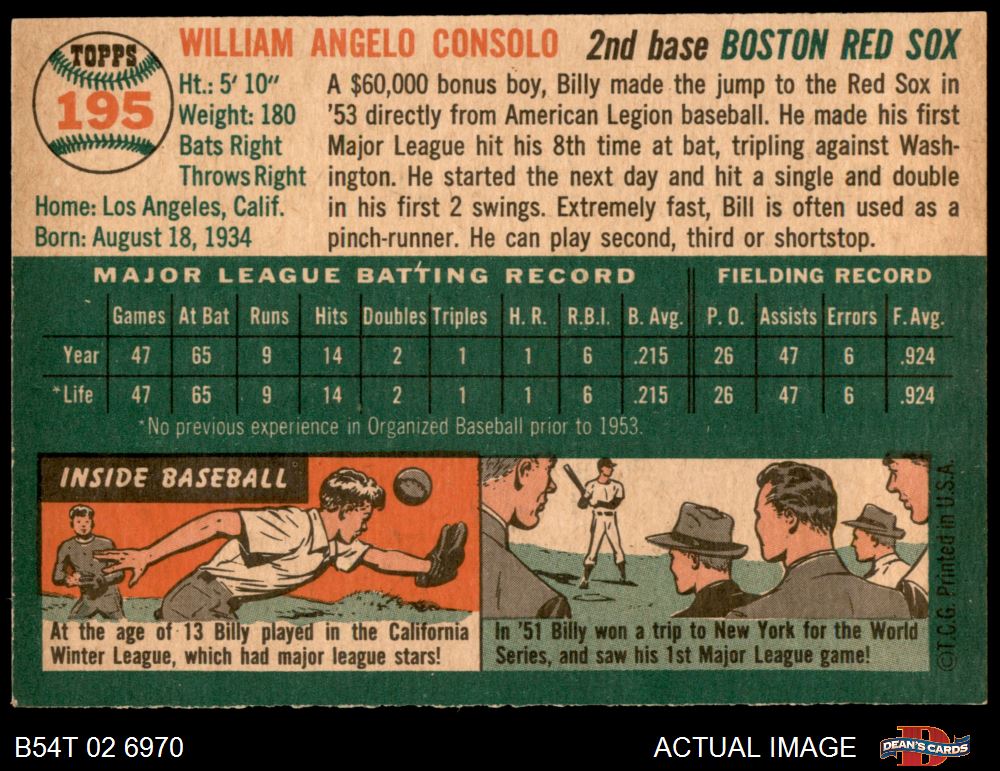 TOPPS
195
WILLIAM ANGELO CONSOLO 2nd base BOSTON RED SOX
Ht.: 5' 10"
Weight: 180
Bats Right
Throws Right
Home: Los Angeles, Calif.
Born: August 18, 1934
A $60,000 bonus boy, Billy made the jump to the Red Sox in
'53 directly from American Legion baseball. He made his first
Major League hit his 8th time at bat, tripling against Wash-
ington. He started the next day and hit a single and double
in his first 2 swings. Extremely fast, Bill is often used as a
pinch-runner. He can play second, third or shortstop.
MAJOR LEAGUE BATTING RECORD FIELDING RECORD
Games At Bat Runs Hits Doubles Triples H. R. R.B.I. B. Avg. P. O. Assists Errors F. Avg.
Year 47 65 9 14 2 1 1 6 .215 26 47 6 .924
*Life 47 65 9 14 2 1 1 6 .215 26 47 6 .924
*No previous experience in Organized Baseball prior to 1953.
INSIDE BASEBALL
At the age of 13 Billy played in the California
Winter League, which had major league stars!
In '51 Billy won a trip to New York for the World
Series, and saw his 1st Major League game!
©T.C.G. Printed in U.S.A.
B54T 02 6970
ACTUAL IMAGE
DEAN'S CARDS